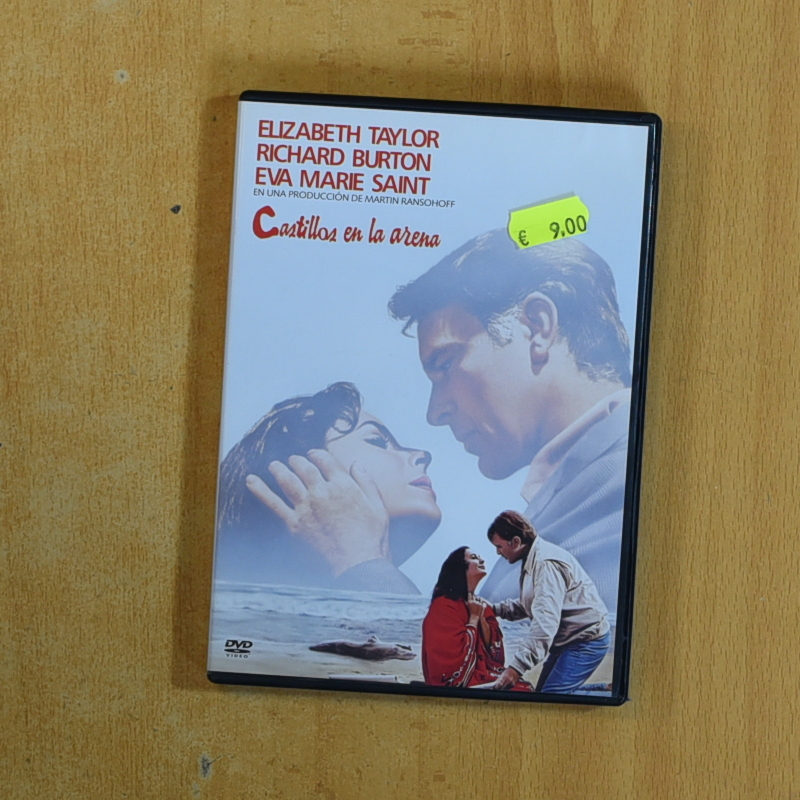 ELIZABETH TAYLOR
RICHARD BURTON
EVA MARIE SAINT
EN UNA PRODUCCIÓN DE MARTIN RANSOHOFF
Castillos en la arena
€ 9,00
DVD
VIDEO